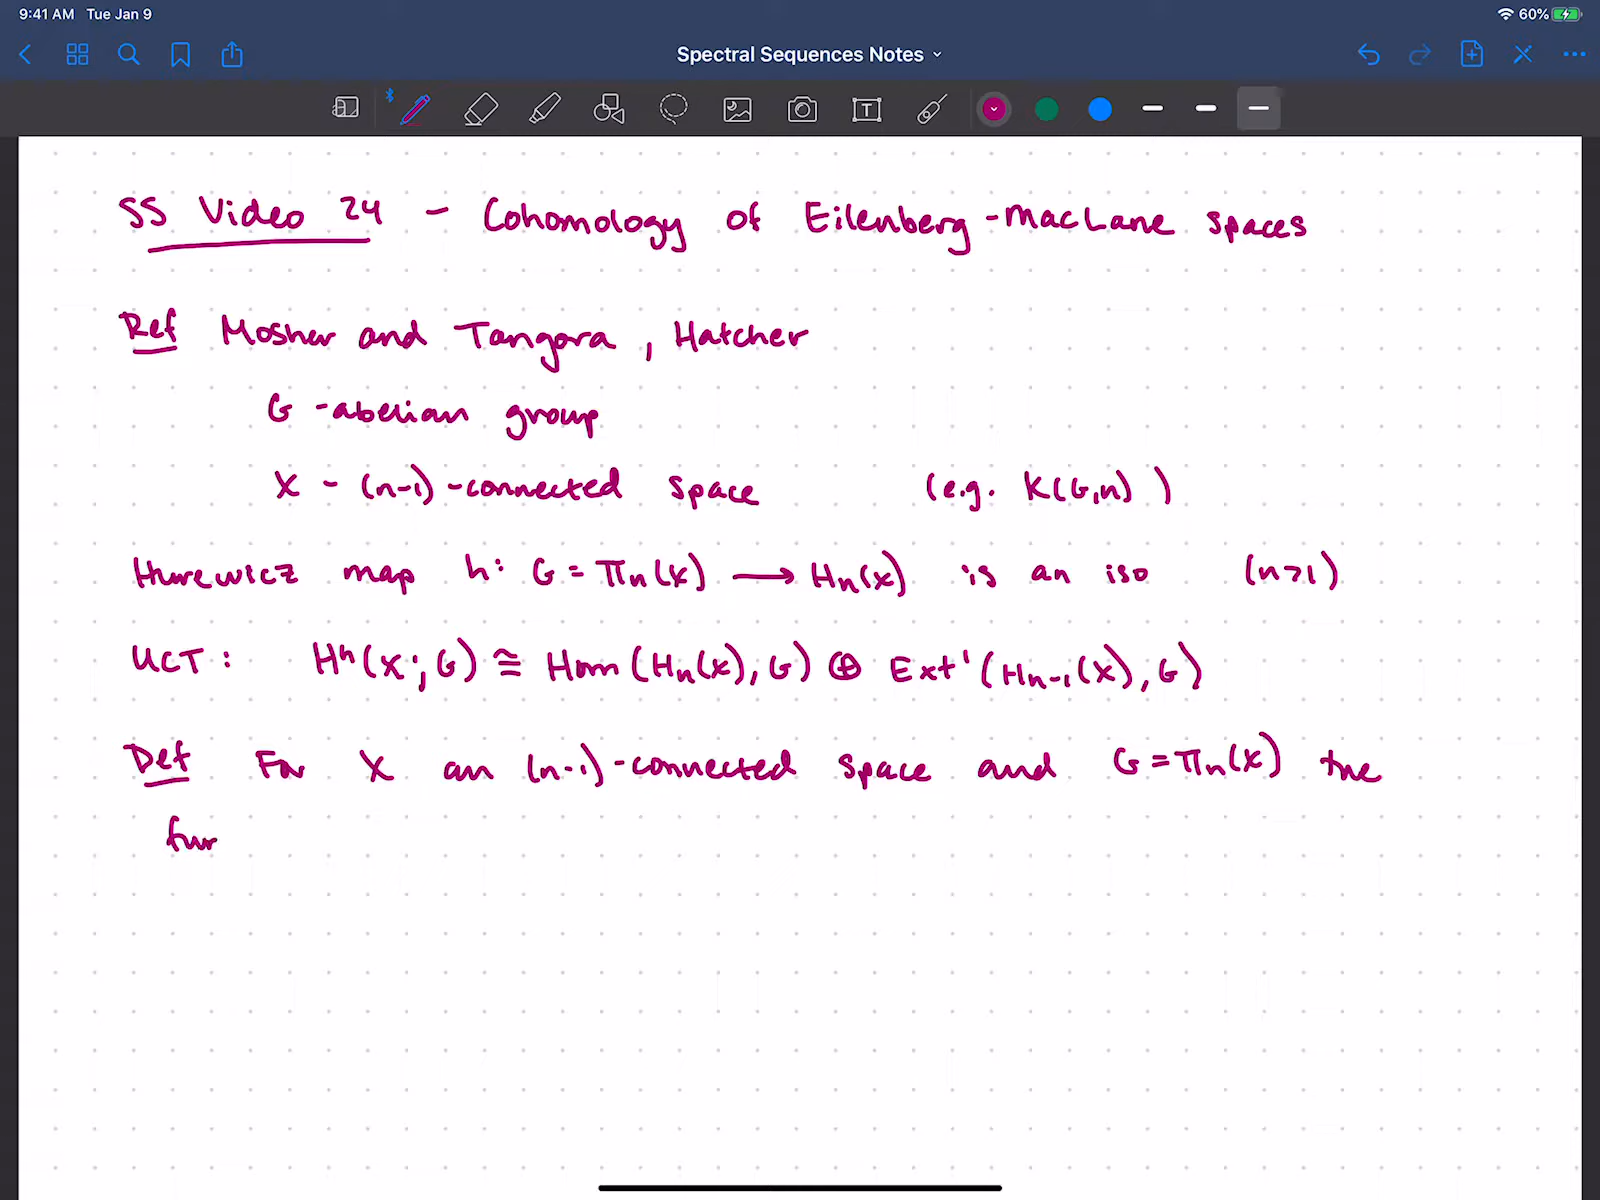 9:41 AM Tue Jan 9 60%
Spectral Sequences Notes
SS Video 24 - Cohomology of Eilenberg-MacLane spaces
Ref Mosher and Tangora, Hatcher
G - abelian group
X - (n-1)-connected space (e.g. K(G,n))
Hurewicz map h: G = πn(X) → Hn(X) is an iso (n>1)
UCT: Hⁿ(X; G) ≅ Hom(Hn(X), G) ⊕ Ext¹(Hn-1(X), G)
Def For X an (n-1)-connected space and G = πn(X) the
fun